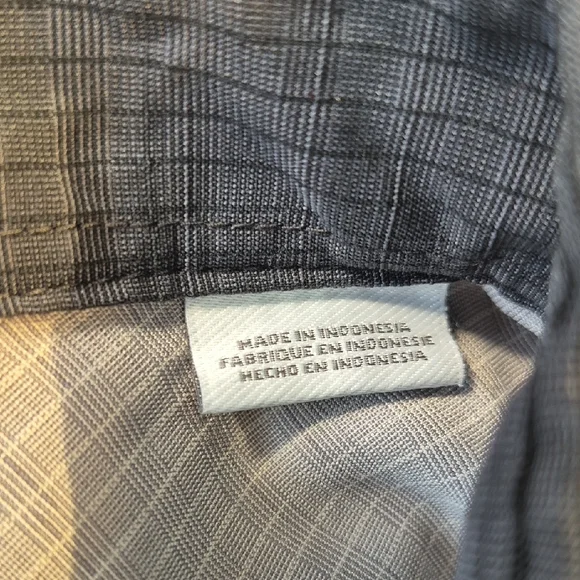 MADE IN INDONESIA
FABRIQUE EN INDONESIE
HECHO EN INDONESIA